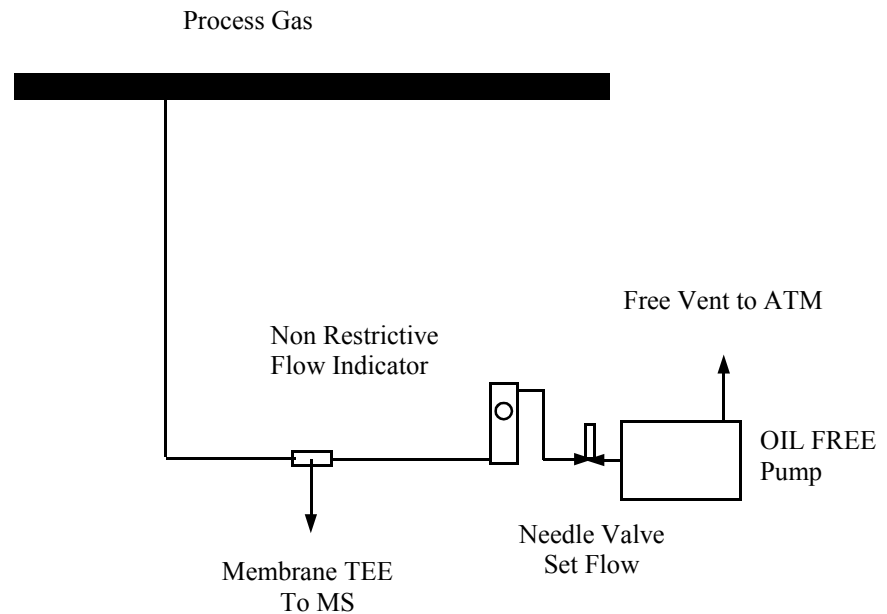 Process Gas
Free Vent to ATM
Non Restrictive
Flow Indicator
OIL FREE
Pump
Needle Valve
Set Flow
Membrane TEE
To MS